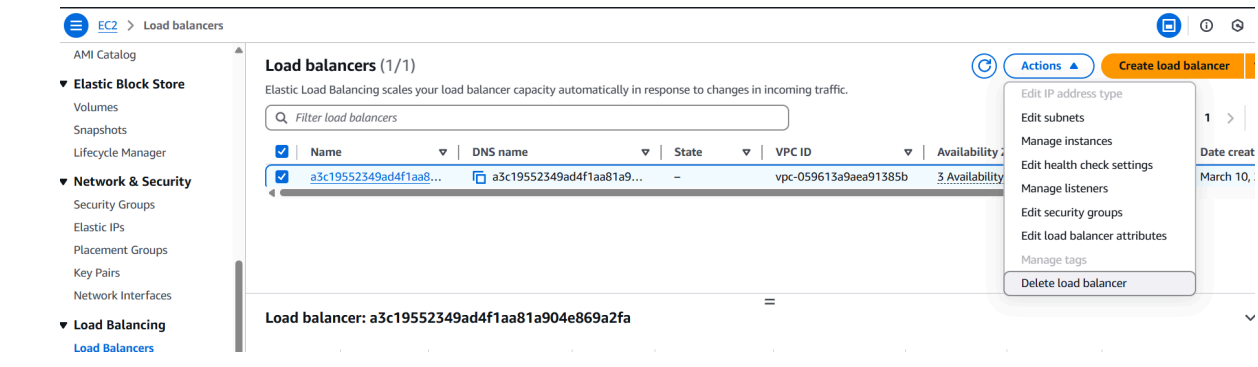 EC2 > Load balancers
AMI Catalog
Elastic Block Store
Volumes
Snapshots
Lifecycle Manager
Network & Security
Security Groups
Elastic IPs
Placement Groups
Key Pairs
Network Interfaces
Load Balancing
Load Balancers
Load balancers (1/1)
Actions
Create load balancer
Elastic Load Balancing scales your load balancer capacity automatically in response to changes in incoming traffic.
Filter load balancers
1
Name DNS name State VPC ID Availability Date creat
a3c19552349ad4f1aa8... a3c19552349ad4f1aa81a9... – vpc-059613a9aea91385b 3 Availability March 10,
Edit IP address type
Edit subnets
Manage instances
Edit health check settings
Manage listeners
Edit security groups
Edit load balancer attributes
Manage tags
Delete load balancer
Load balancer: a3c19552349ad4f1aa81a904e869a2fa